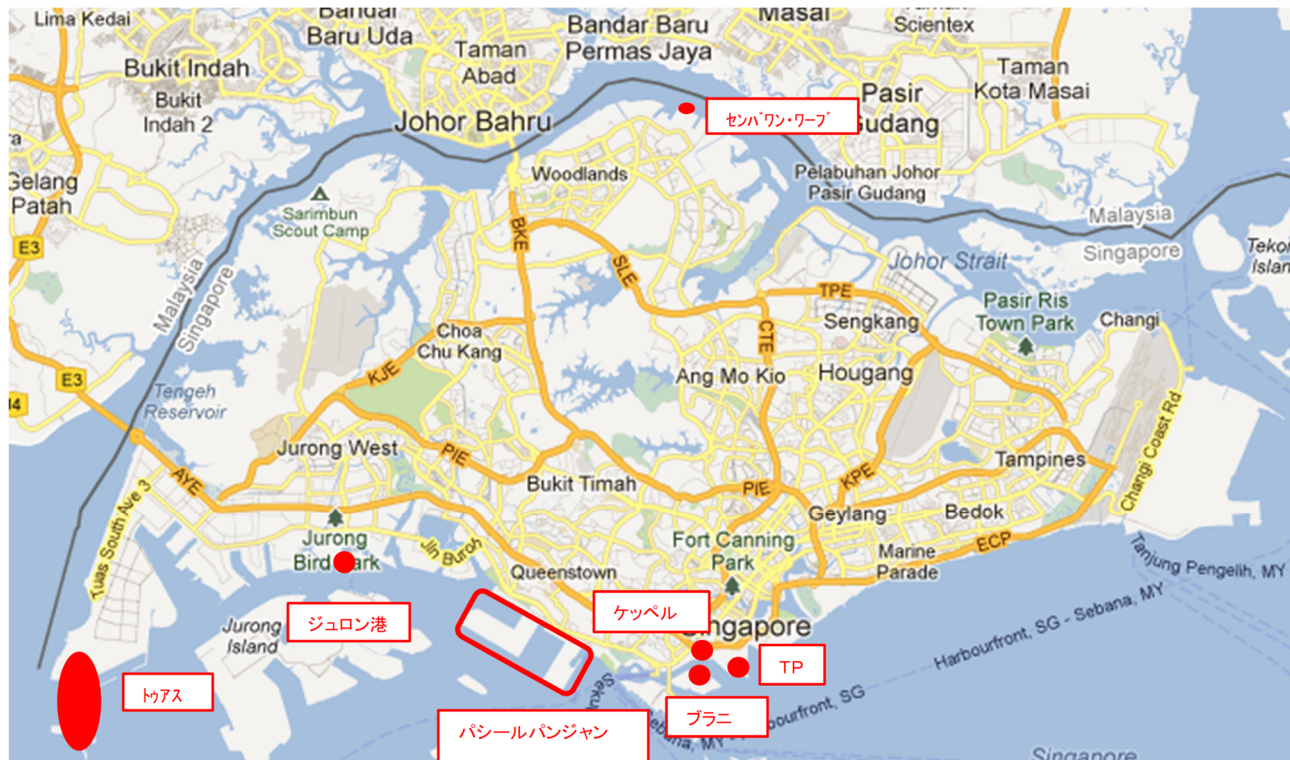 Lima Kedai
Bandar
Baru Uda
Bandar Baru
Permas Jaya
Masai
Taman
Scientex
Bukit Indah
Taman
Abad
Taman
Kota Masai
Bukit
Indah 2
Johor Bahru
センバワン・ワーブ
Pasir
Gudang
Gelang
Patah
Woodlands
Pelabuhan Johor
Pasir Gudang
Sarimbun
Scout Camp
BKE
Malaysia
Singapore
E3
SLE
Johor Strait
Malaysia
Singapore
TPE
Pasir Ris
Town Park
Sengkang
Changi
Choa
Chu Kang
CTE
KJE
Ang Mo Kio
Hougang
E3
Tengeh
Reservoir
Changi Coast Rd
Jurong West
PIE
Tampines
AYE
Bukit Timah
PIE
KPE
Geylang
Bedok
Tuas South Ave 3
Jurong
Bird Park
Jln Buroh
Fort Canning
Park
ECP
Queenstown
Marine
Parade
Tanjung Pengelih, MY
ケッペル
Singapore
ジュロン港
Jurong
Island
Harbourfront, SG - Sebana, MY
TP
トゥアス
ブラニ
パシールパンジャン
Sebana, MY
bourfront, SG
Singapore